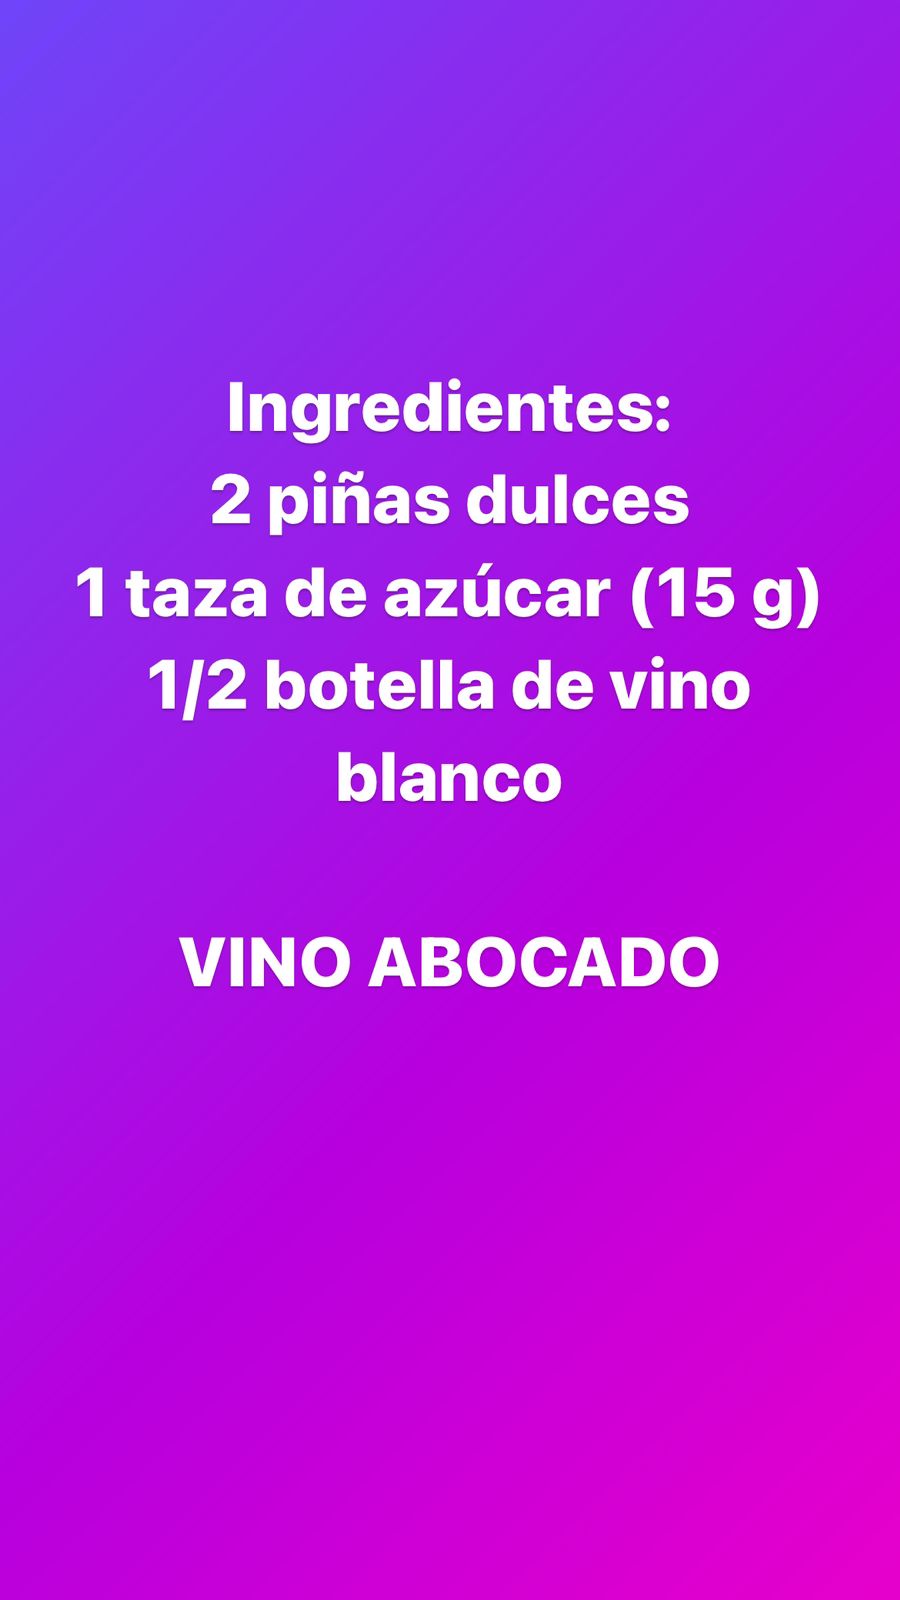 Ingredientes:
2 piñas dulces
1 taza de azúcar (15 g)
1/2 botella de vino
blanco
VINO ABOCADO